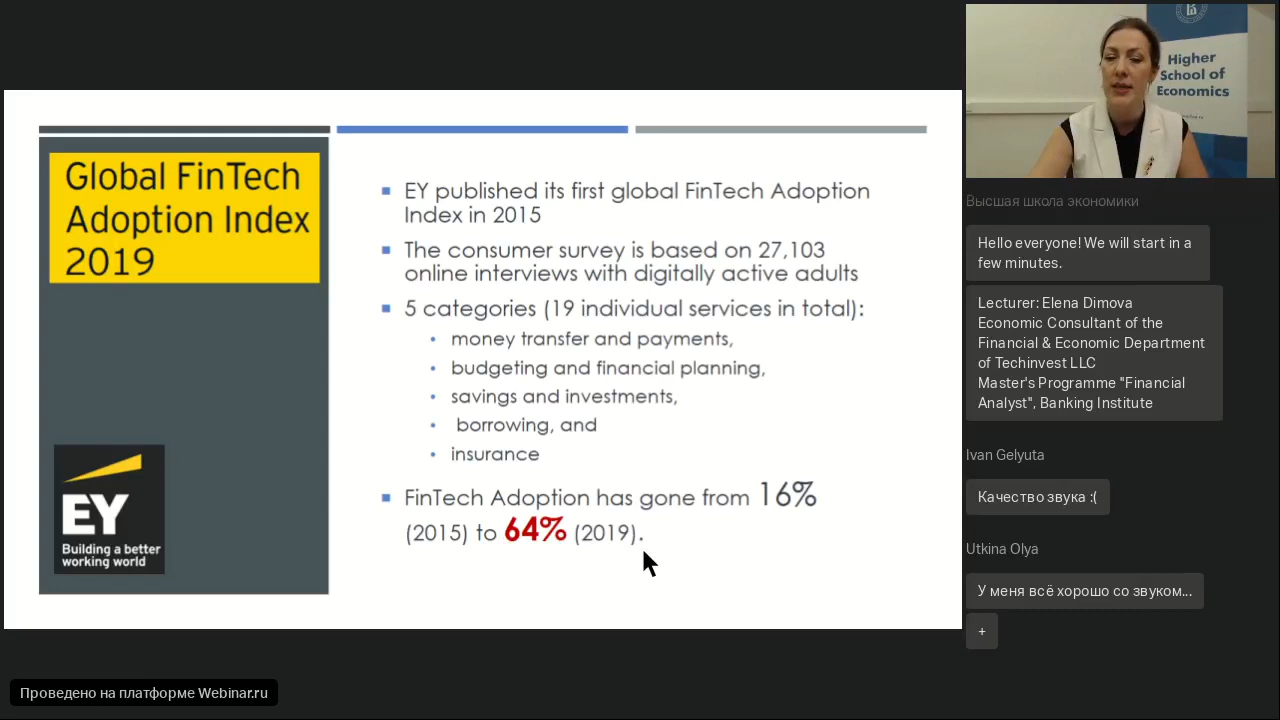 Global FinTech
Adoption Index
2019
EY
Building a better
working world
▪ EY published its first global FinTech Adoption
Index in 2015
▪ The consumer survey is based on 27,103
online interviews with digitally active adults
▪ 5 categories (19 individual services in total):
• money transfer and payments,
• budgeting and financial planning,
• savings and investments,
• borrowing, and
• insurance
▪ FinTech Adoption has gone from 16%
(2015) to 64% (2019).
Higher
School of
Economics
Высшая школа экономики
Hello everyone! We will start in a
few minutes.
Lecturer: Elena Dimova
Economic Consultant of the
Financial & Economic Department
of Techinvest LLC
Master's Programme "Financial
Analyst", Banking Institute
Ivan Gelyuta
Качество звука :(
Utkina Olya
У меня всё хорошо со звуком...
+
Проведено на платформе Webinar.ru